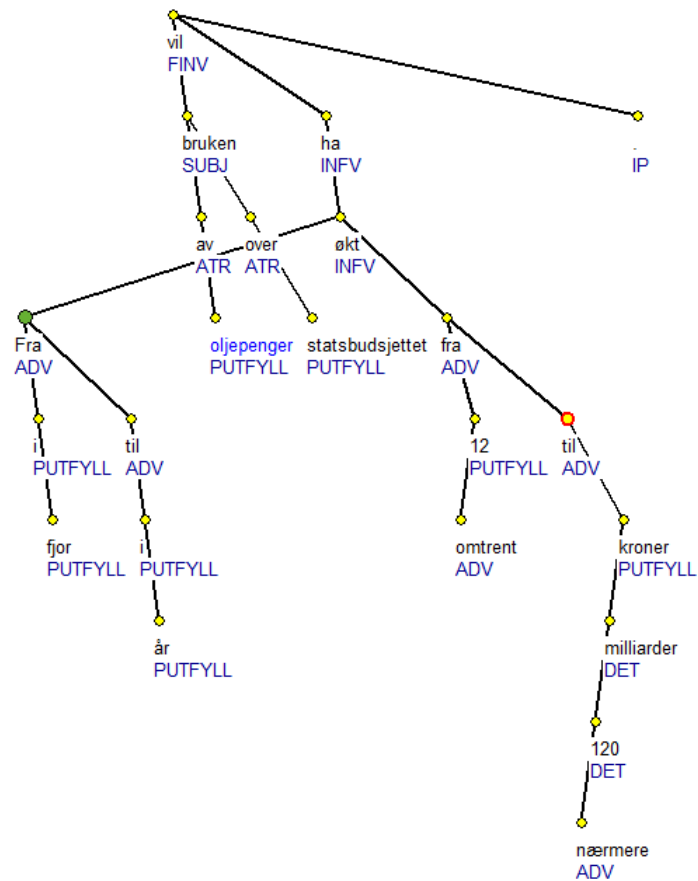 vil
FINV
bruken ha .
SUBJ INFV IP
av over økt
ATR ATR INFV
Fra oljepenger statsbudsjettet fra
ADV PUTFYLL PUTFYLL ADV
i til 12 til
PUTFYLL ADV PUTFYLL ADV
fjor i omtrent kroner
PUTFYLL PUTFYLL ADV PUTFYLL
år milliarder
PUTFYLL DET
120
DET
nærmere
ADV